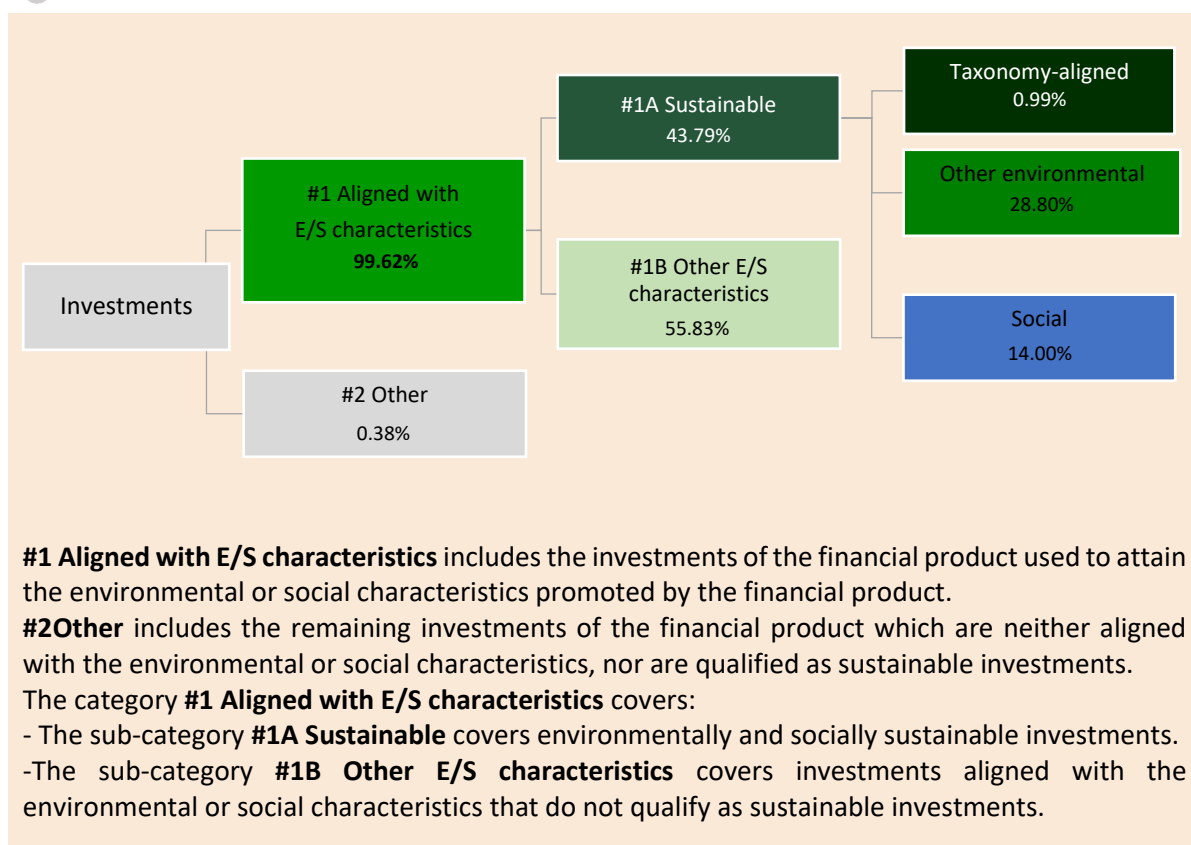 Investments
#1 Aligned with
E/S characteristics
99.62%
#2 Other
0.38%
#1A Sustainable
43.79%
#1B Other E/S
characteristics
55.83%
Taxonomy-aligned
0.99%
Other environmental
28.80%
Social
14.00%
#1 Aligned with E/S characteristics includes the investments of the financial product used to attain
the environmental or social characteristics promoted by the financial product.
#2Other includes the remaining investments of the financial product which are neither aligned
with the environmental or social characteristics, nor are qualified as sustainable investments.
The category #1 Aligned with E/S characteristics covers:
- The sub-category #1A Sustainable covers environmentally and socially sustainable investments.
-The sub-category #1B Other E/S characteristics covers investments aligned with the
environmental or social characteristics that do not qualify as sustainable investments.